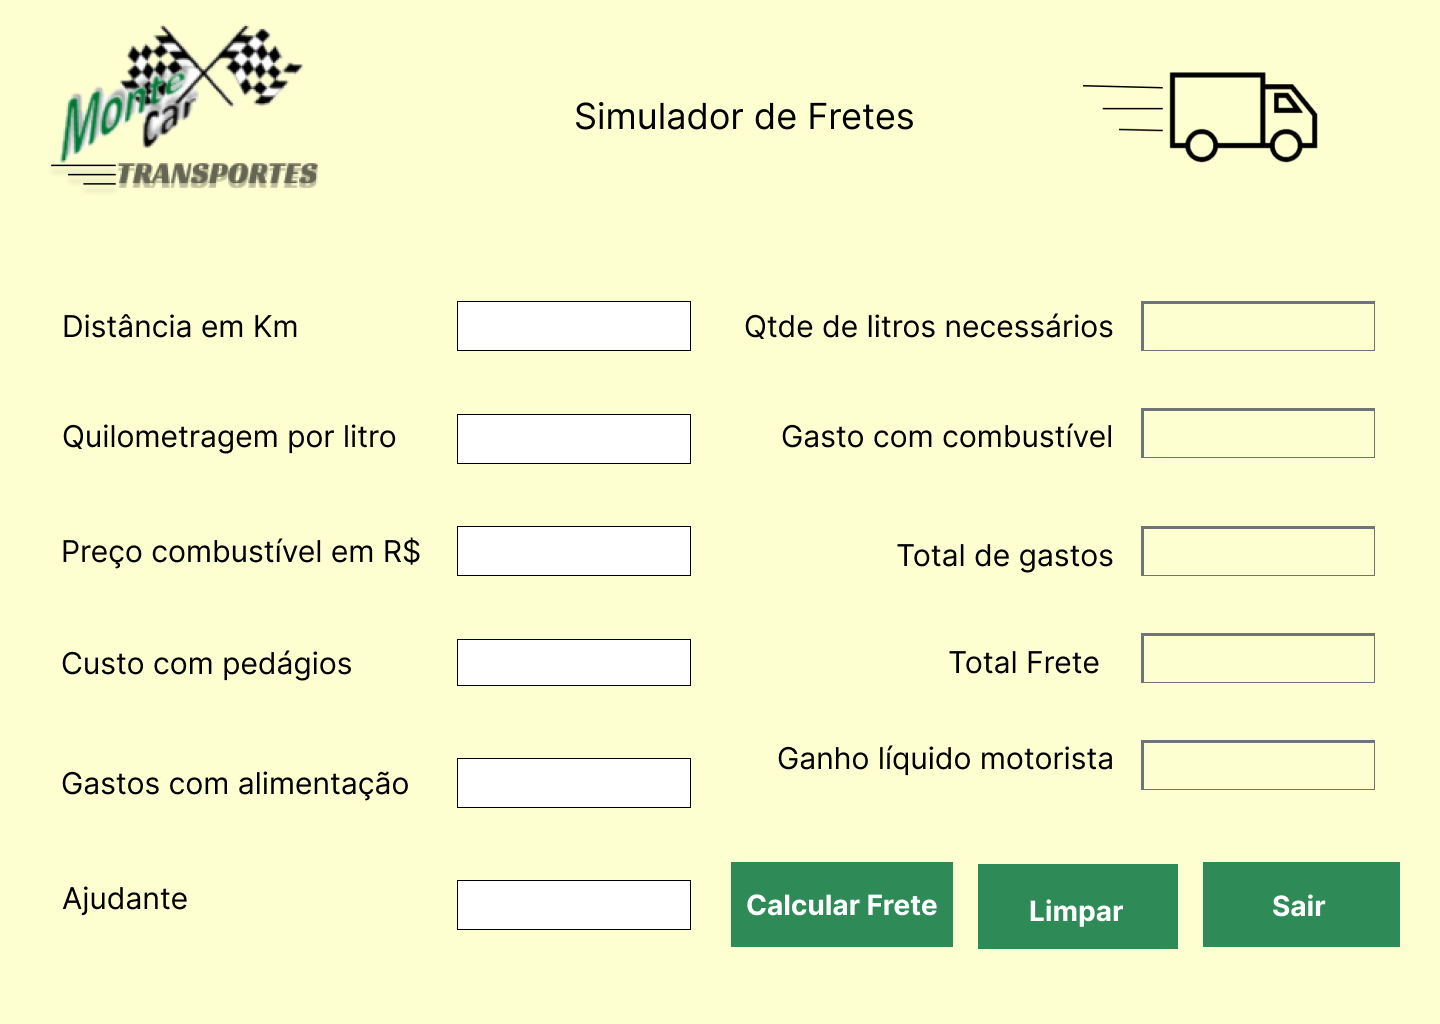 Monte
Car
TRANSPORTES
Simulador de Fretes
Distância em Km
Qtde de litros necessários
Quilometragem por litro
Gasto com combustível
Preço combustível em R$
Total de gastos
Custo com pedágios
Total Frete
Gastos com alimentação
Ganho líquido motorista
Ajudante
Calcular Frete
Limpar
Sair